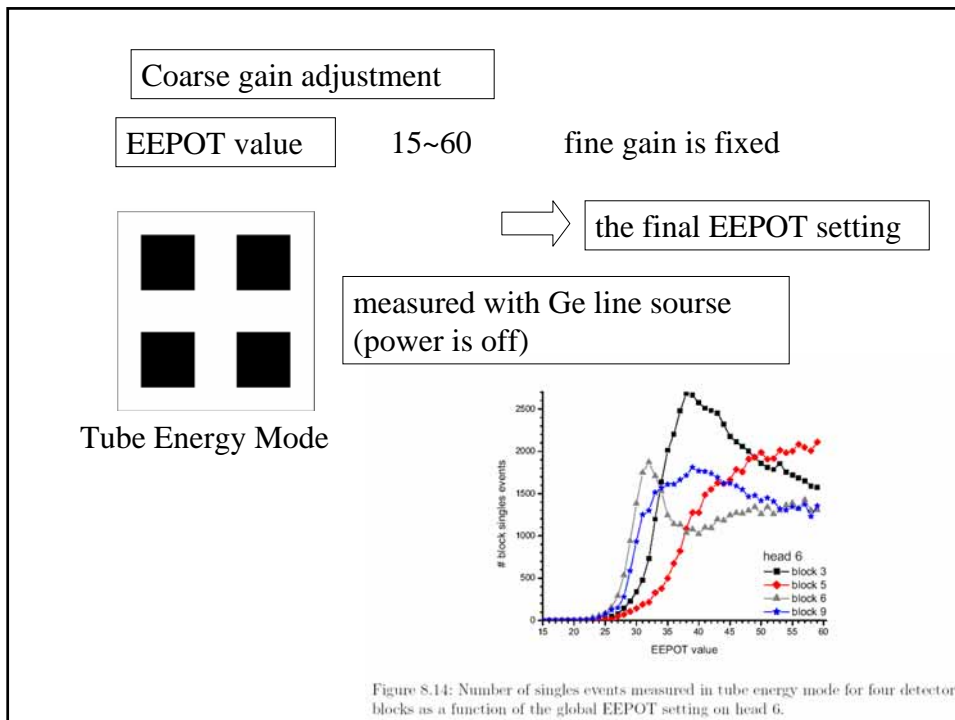 Coarse gain adjustment
EEPOT value 15~60 fine gain is fixed
the final EEPOT setting
measured with Ge line sourse
(power is off)
Tube Energy Mode
# block singles events
2500
2000
1500
1000
500
0
15 20 25 30 35 40 45 50 55 60
EEPOT value
head 6
block 3
block 5
block 6
block 9
Figure 8.14: Number of singles events measured in tube energy mode for four detector
blocks as a function of the global EEPOT setting on head 6.